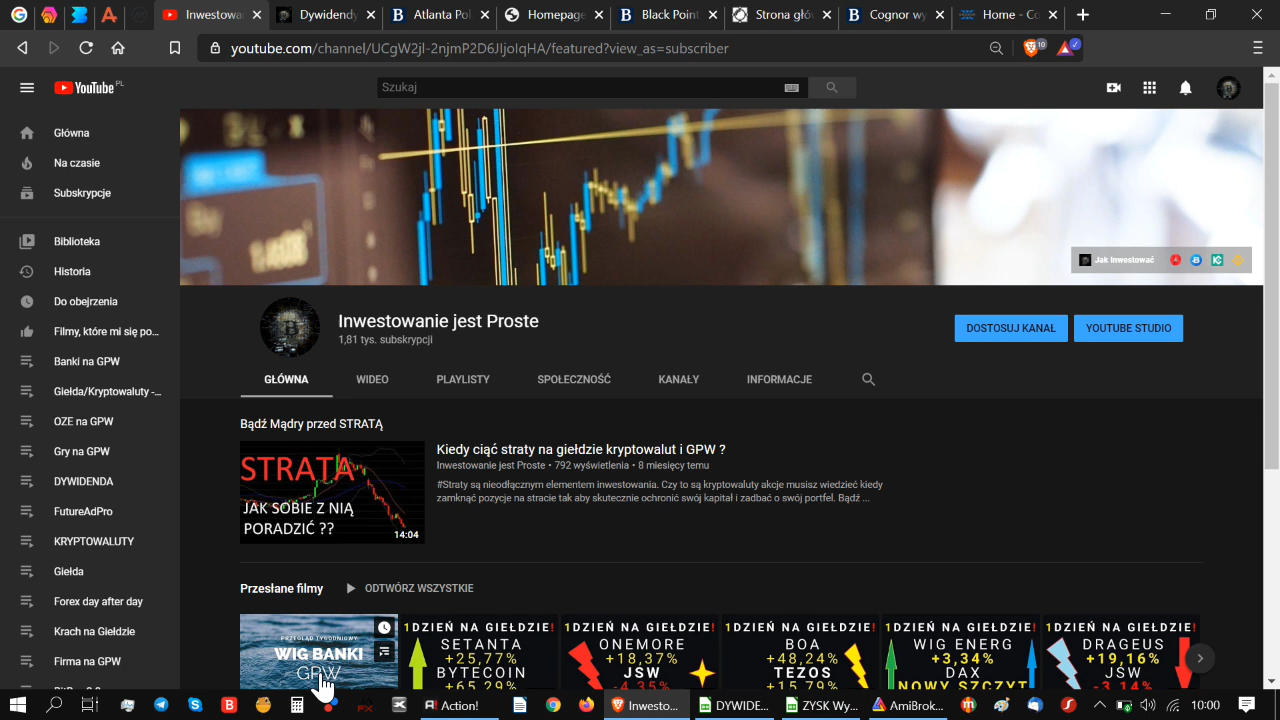 Inwestowan
Dywidendy
Atlanta Pol
Homepage
Black Point
Strona głów
Cognor wy
Home - Co
youtube.com/channel/UCgW2jl-2njmP2D6JIjolqHA/featured?view_as=subscriber
10
YouTube PL
Szukaj
Główna
Na czasie
Subskrypcje
Biblioteka
Historia
Do obejrzenia
Filmy, które mi się po...
Banki na GPW
Giełda/Kryptowaluty -...
OZE na GPW
Gry na GPW
DYWIDENDA
FutureAdPro
KRYPTOWALUTY
Giełda
Forex day after day
Krach na Giełdzie
Firma na GPW
Jak Inwestować
Inwestowanie jest Proste
1,81 tys. subskrypcji
DOSTOSUJ KANAŁ
YOUTUBE STUDIO
GŁÓWNA
WIDEO
PLAYLISTY
SPOŁECZNOŚĆ
KANAŁY
INFORMACJE
Bądź Mądry przed STRATĄ
STRATA
JAK SOBIE Z NIĄ
PORADZIĆ ??
14:04
Kiedy ciąć straty na giełdzie kryptowalut i GPW ?
Inwestowanie jest Proste • 792 wyświetlenia • 8 miesięcy temu
#Straty są nieodłącznym elementem inwestowania. Czy to są kryptowaluty akcje musisz wiedzieć kiedy
zamknąć pozycje na stracie tak aby skutecznie ochronić swój kapitał i zadbać o swój portfel. Bądź ...
Przesłane filmy
ODTWÓRZ WSZYSTKIE
PRZEGLĄD TYGODNIOWY
WIG BANKI
GPW
1DZIEŃ NA GIEŁDZIE!
SETANTA
+25,77%
BYTECOIN
+65,29%
1DZIEŃ NA GIEŁDZIE!
ONEMORE
+18,37%
JSW
-4,35%
1DZIEŃ NA GIEŁDZIE!
BOA
+48,24%
TEZOS
+15,79%
1DZIEŃ NA GIEŁDZIE!
WIG ENERG
+3,34%
DAX
NOWY SZCZYT
1DZIEŃ NA GIEŁDZIE!
DRAGEUS
+19,16%
JSW
-3,14%
Action!
Inwesto...
DYWIDE...
ZYSK Wy...
AmiBrok...
10:00